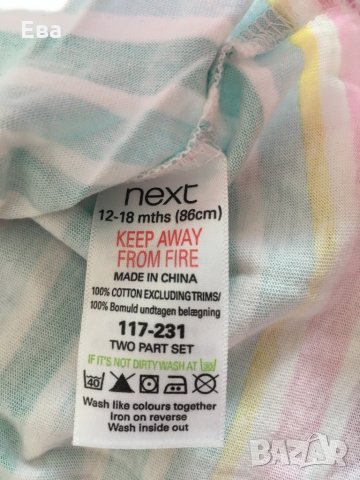 Ева
next
12-18 mths (86cm)
KEEP AWAY
FROM FIRE
MADE IN CHINA
100% COTTON EXCLUDING TRIMS/
100% Bomuld undtagen belægning
117-231
TWO PART SET
IF IT'S NOT DIRTY WASH AT 30
40
Wash like colours together
Iron on reverse
Wash inside out
BAZAR